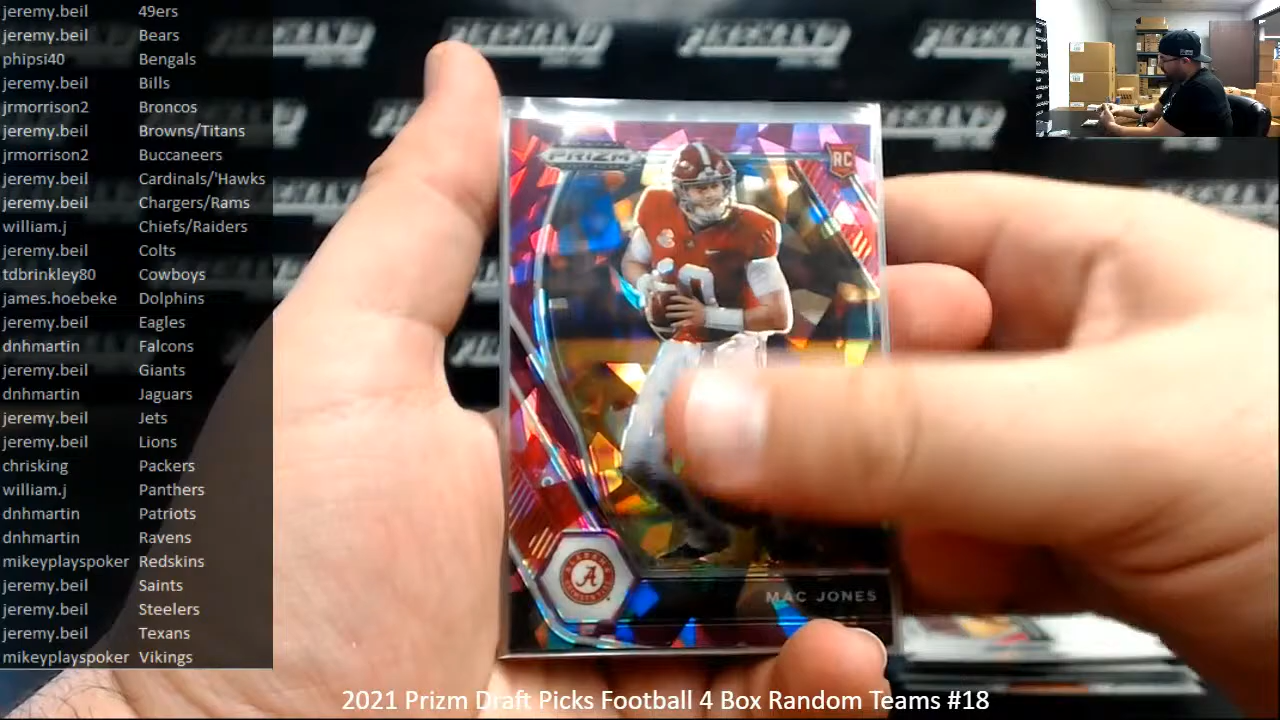 jeremy.beil 49ers
jeremy.beil Bears
phipsi40 Bengals
jeremy.beil Bills
jrmorrison2 Broncos
jeremy.beil Browns/Titans
jrmorrison2 Buccaneers
jeremy.beil Cardinals/'Hawks
jeremy.beil Chargers/Rams
william.j Chiefs/Raiders
jeremy.beil Colts
tdbrinkley80 Cowboys
james.hoebeke Dolphins
jeremy.beil Eagles
dnhmartin Falcons
jeremy.beil Giants
dnhmartin Jaguars
jeremy.beil Jets
jeremy.beil Lions
chrisking Packers
william.j Panthers
dnhmartin Patriots
dnhmartin Ravens
mikeyplayspoker Redskins
jeremy.beil Saints
jeremy.beil Steelers
jeremy.beil Texans
mikeyplayspoker Vikings
PRIZM
RC
10
A
MAC JONES
2021 Prizm Draft Picks Football 4 Box Random Teams #18